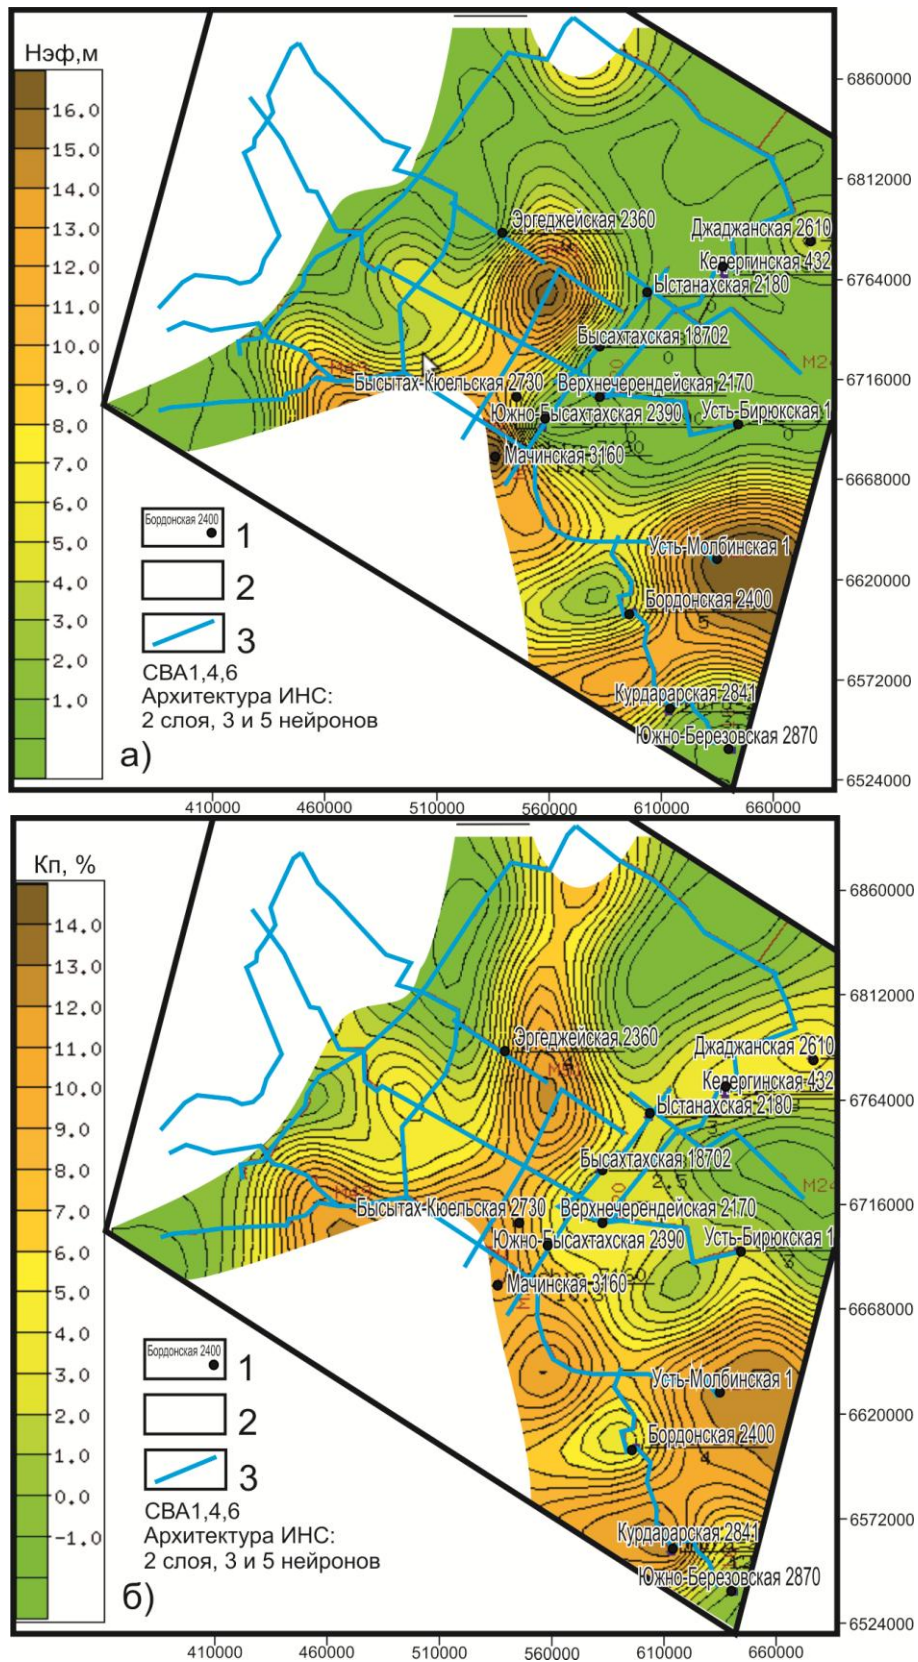 Нэф,м
16.0
15.0
14.0
12.0
11.0
10.0
9.0
8.0
7.0
6.0
5.0
4.0
3.0
2.0
1.0
6860000
6812000
6764000
6716000
6668000
6620000
6572000
6524000
Эргеджейская 2360
Джаджанская 2610
Кедергинская 432
Ыстанахская 2180
Бысахтахская 18702
M24
Бысытах-Кюельская 2730
Верхнечерендейская 2170
Южно-Бысахтахская 2390
Усть-Бирюкская 1
Мачинская 3160
Усть-Молбинская 1
Бордонская 2400
Курдарарская 2841
Южно-Березовская 2870
Бордонская 2400
1
2
3
СВА1,4,6
Архитектура ИНС:
2 слоя, 3 и 5 нейронов
а)
410000
460000
510000
560000
610000
660000
Кп, %
14.0
13.0
12.0
11.0
10.0
9.0
8.0
7.0
6.0
5.0
4.0
3.0
2.0
1.0
0.0
-1.0
6860000
6812000
6764000
6716000
6668000
6620000
6572000
6524000
Эргеджейская 2360
Джаджанская 2610
Кедергинская 432
Ыстанахская 2180
Бысахтахская 18702
2.5
M24
Бысытах-Кюельская 2730
Верхнечерендейская 2170
Южно-Бысахтахская 2390
Усть-Бирюкская 1
Мачинская 3160
Усть-Молбинская 1
Бордонская 2400
Курдарарская 2841
Южно-Березовская 2870
Бордонская 2400
1
2
3
СВА1,4,6
Архитектура ИНС:
2 слоя, 3 и 5 нейронов
б)
410000
460000
510000
560000
610000
660000